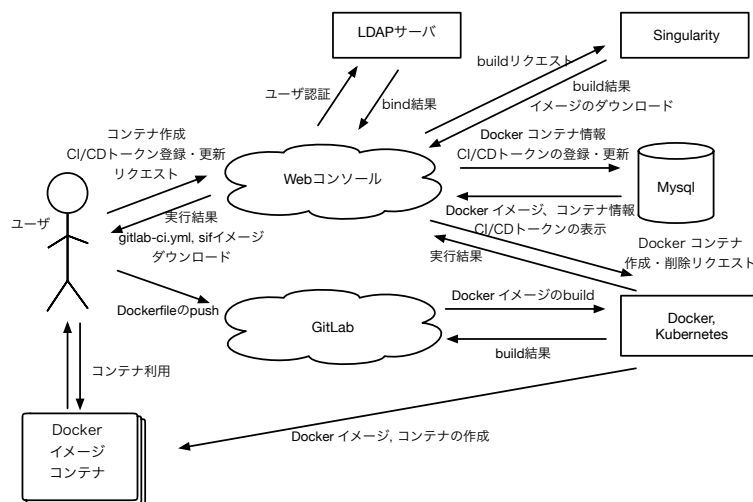 LDAPサーバ
Singularity
buildリクエスト
ユーザ認証
bind結果
build結果
イメージのダウンロード
コンテナ作成
CI/CDトークン登録・更新
リクエスト
Docker コンテナ情報
CI/CDトークンの登録・更新
Webコンソール
Mysql
ユーザ
実行結果
gitlab-ci.yml, sifイメージ
ダウンロード
Docker イメージ、コンテナ情報
CI/CDトークンの表示
実行結果
Docker コンテナ
作成・削除リクエスト
Dockerfileのpush
GitLab
Docker イメージのbuild
build結果
Docker,
Kubernetes
コンテナ利用
Docker
イメージ
コンテナ
Docker イメージ, コンテナの作成